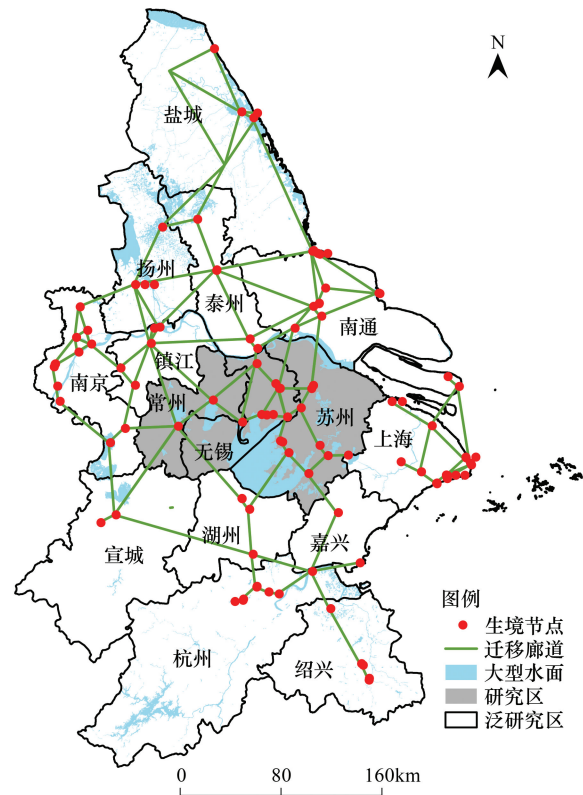 N
盐城
扬州
泰州
南通
镇江
南京
常州
苏州
上海
无锡
湖州
嘉兴
宣城
杭州
绍兴
图例
生境节点
迁移廊道
大型水面
研究区
泛研究区
0 80 160km